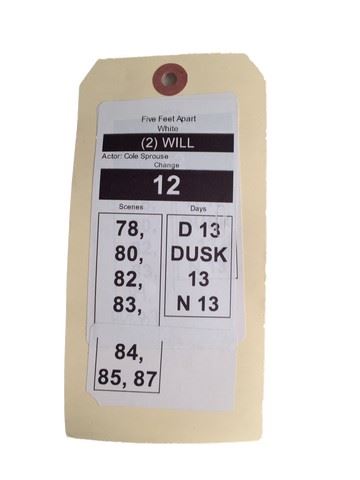 Five Feet Apart
White
(2) WILL
Actor: Cole Sprouse
Change
12
Scenes
78,
80,
82,
83,
84,
85, 87
Days
D 13
DUSK
13
N 13